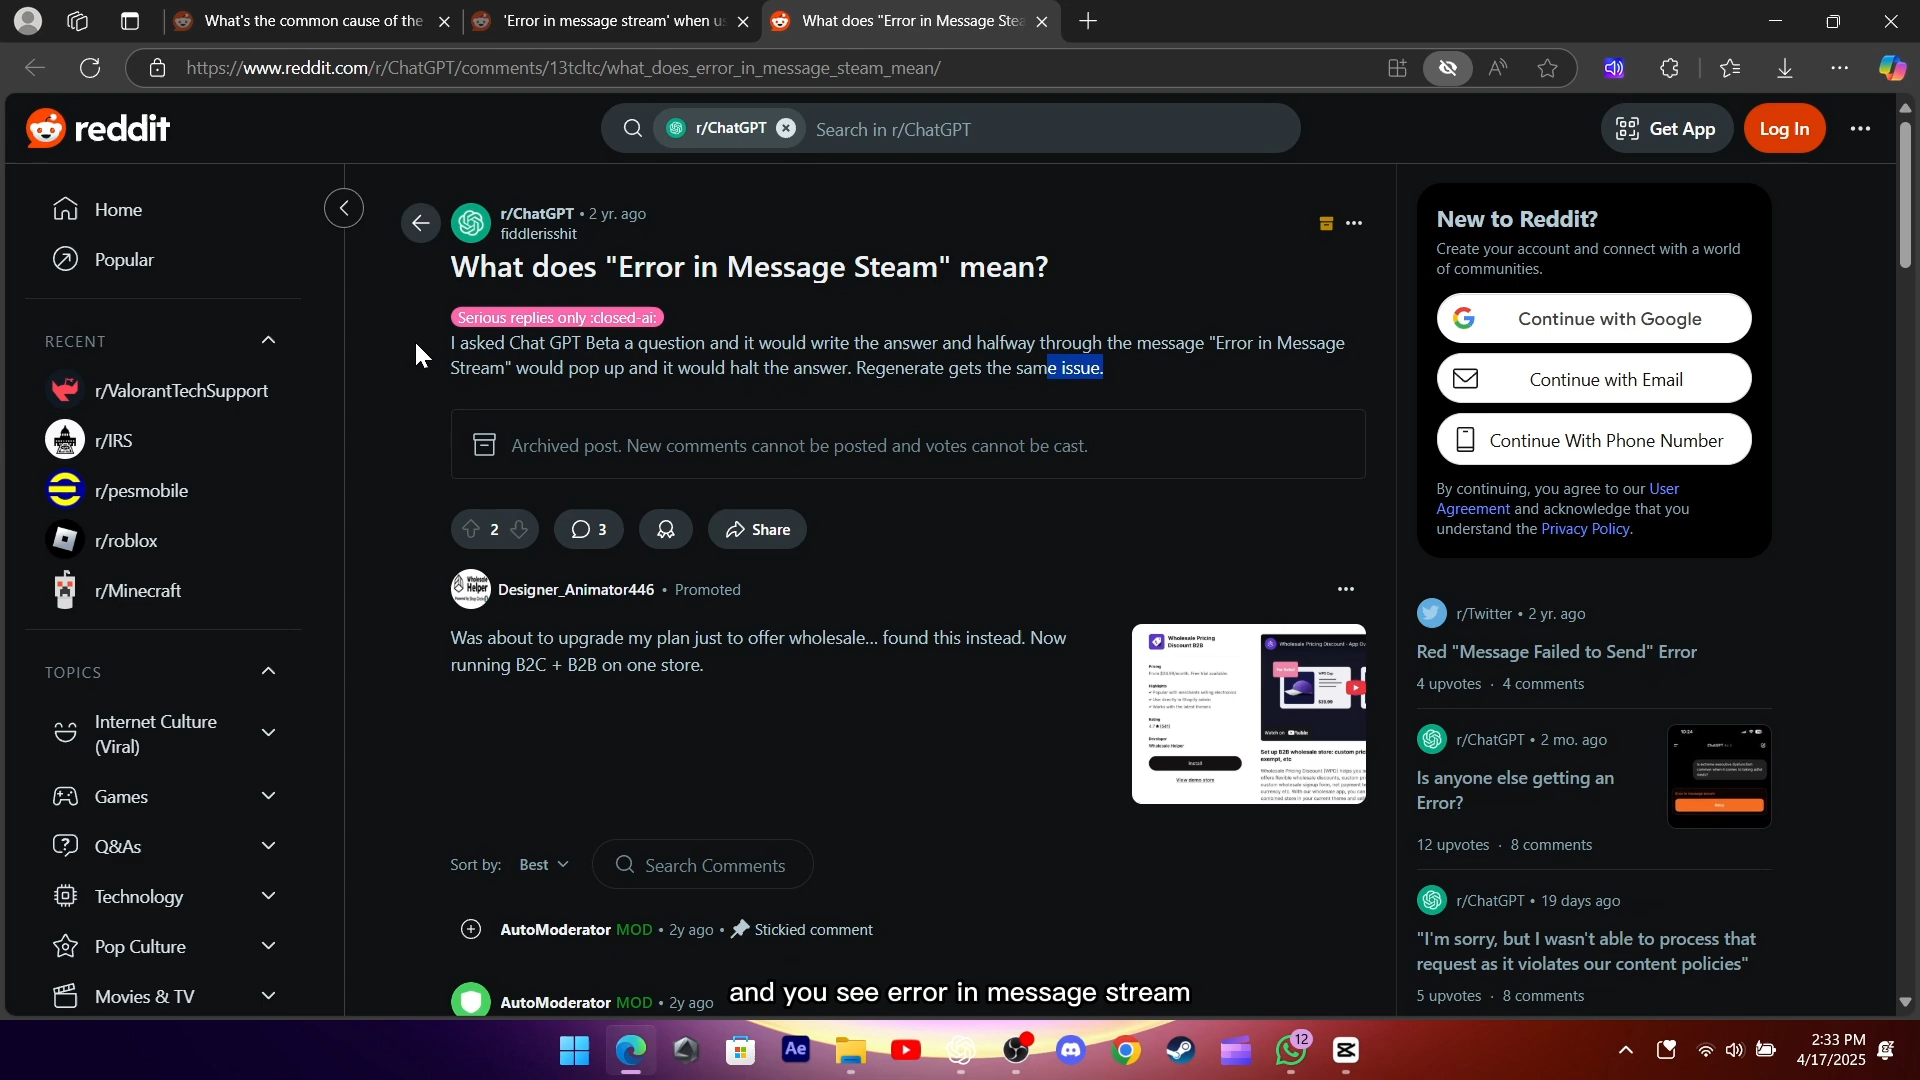 What's the common cause of the
'Error in message stream' when us
What does "Error in Message Stea
https://www.reddit.com/r/ChatGPT/comments/13tcltc/what_does_error_in_message_steam_mean/
reddit
r/ChatGPT
Search in r/ChatGPT
Get App
Log In
Home
Popular
RECENT
r/ValorantTechSupport
r/IRS
r/pesmobile
r/roblox
r/Minecraft
TOPICS
Internet Culture
(Viral)
Games
Q&As
Technology
Pop Culture
Movies & TV
r/ChatGPT • 2 yr. ago
fiddlerisshit
What does "Error in Message Steam" mean?
Serious replies only :closed-ai:
I asked Chat GPT Beta a question and it would write the answer and halfway through the message "Error in Message
Stream" would pop up and it would halt the answer. Regenerate gets the same issue.
Archived post. New comments cannot be posted and votes cannot be cast.
2
3
Share
Designer_Animator446 • Promoted
Was about to upgrade my plan just to offer wholesale... found this instead. Now
running B2C + B2B on one store.
Wholesale Pricing
Discount B2B
Install
View demo store
Sort by: Best
Search Comments
AutoModerator MOD • 2y ago • Stickied comment
AutoModerator MOD • 2y ago
and you see error in message stream
New to Reddit?
Create your account and connect with a world
of communities.
Continue with Google
Continue with Email
Continue With Phone Number
By continuing, you agree to our User
Agreement and acknowledge that you
understand the Privacy Policy.
r/Twitter • 2 yr. ago
Red "Message Failed to Send" Error
4 upvotes · 4 comments
r/ChatGPT • 2 mo. ago
Is anyone else getting an
Error?
12 upvotes · 8 comments
r/ChatGPT • 19 days ago
"I'm sorry, but I wasn't able to process that
request as it violates our content policies"
5 upvotes · 8 comments
Ae
12
2:33 PM
4/17/2025